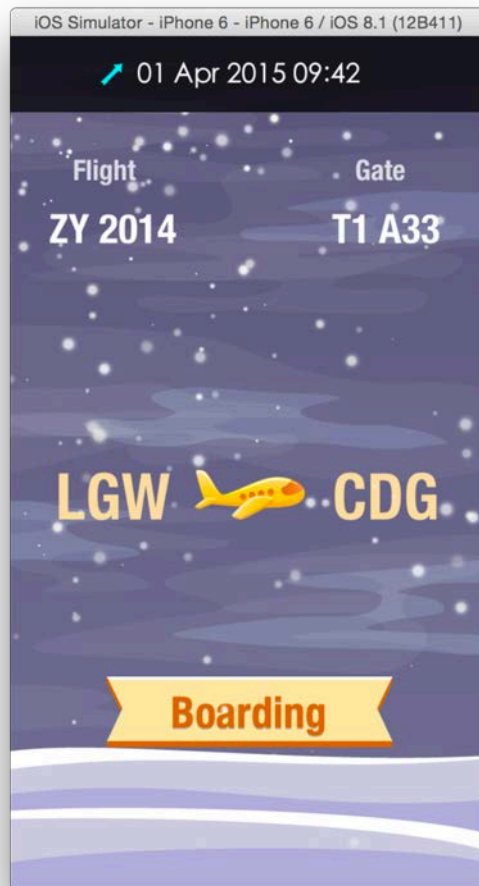 iOS Simulator - iPhone 6 - iPhone 6 / iOS 8.1 (12B411)
01 Apr 2015 09:42
Flight Gate
ZY 2014 T1 A33
LGW CDG
Boarding